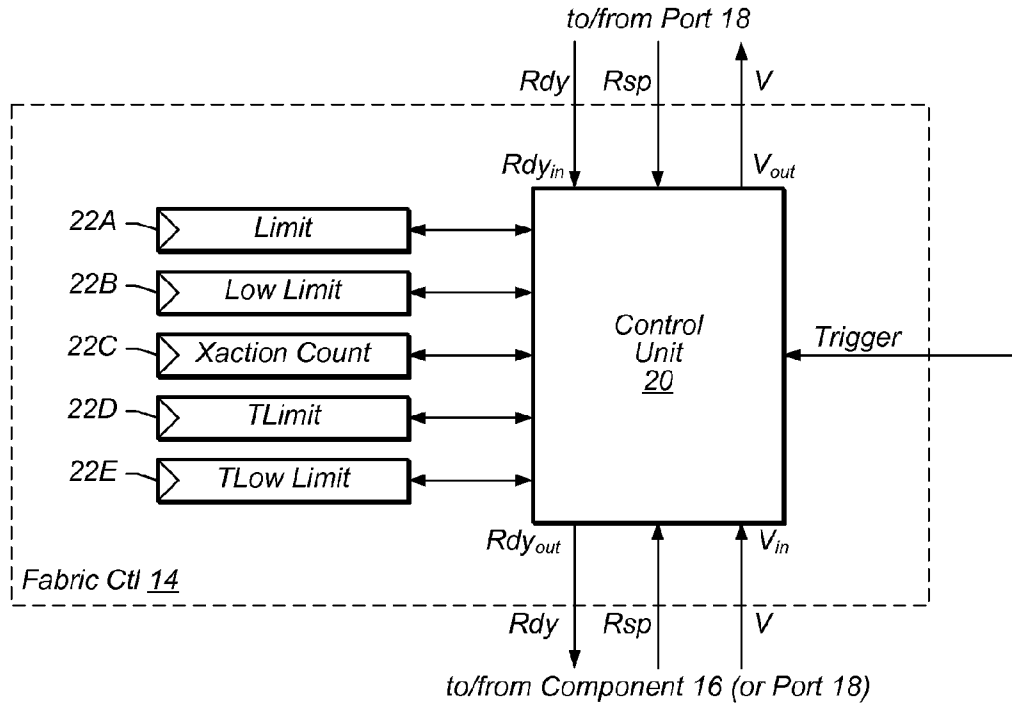 to/from Port 18
Rdy Rsp V
Rdyin Vout
22A Limit
22B Low Limit
22C Xaction Count
22D TLimit
22E TLow Limit
Control
Unit
20
Trigger
Rdyout Vin
Fabric Ctl 14
Rdy Rsp V
to/from Component 16 (or Port 18)